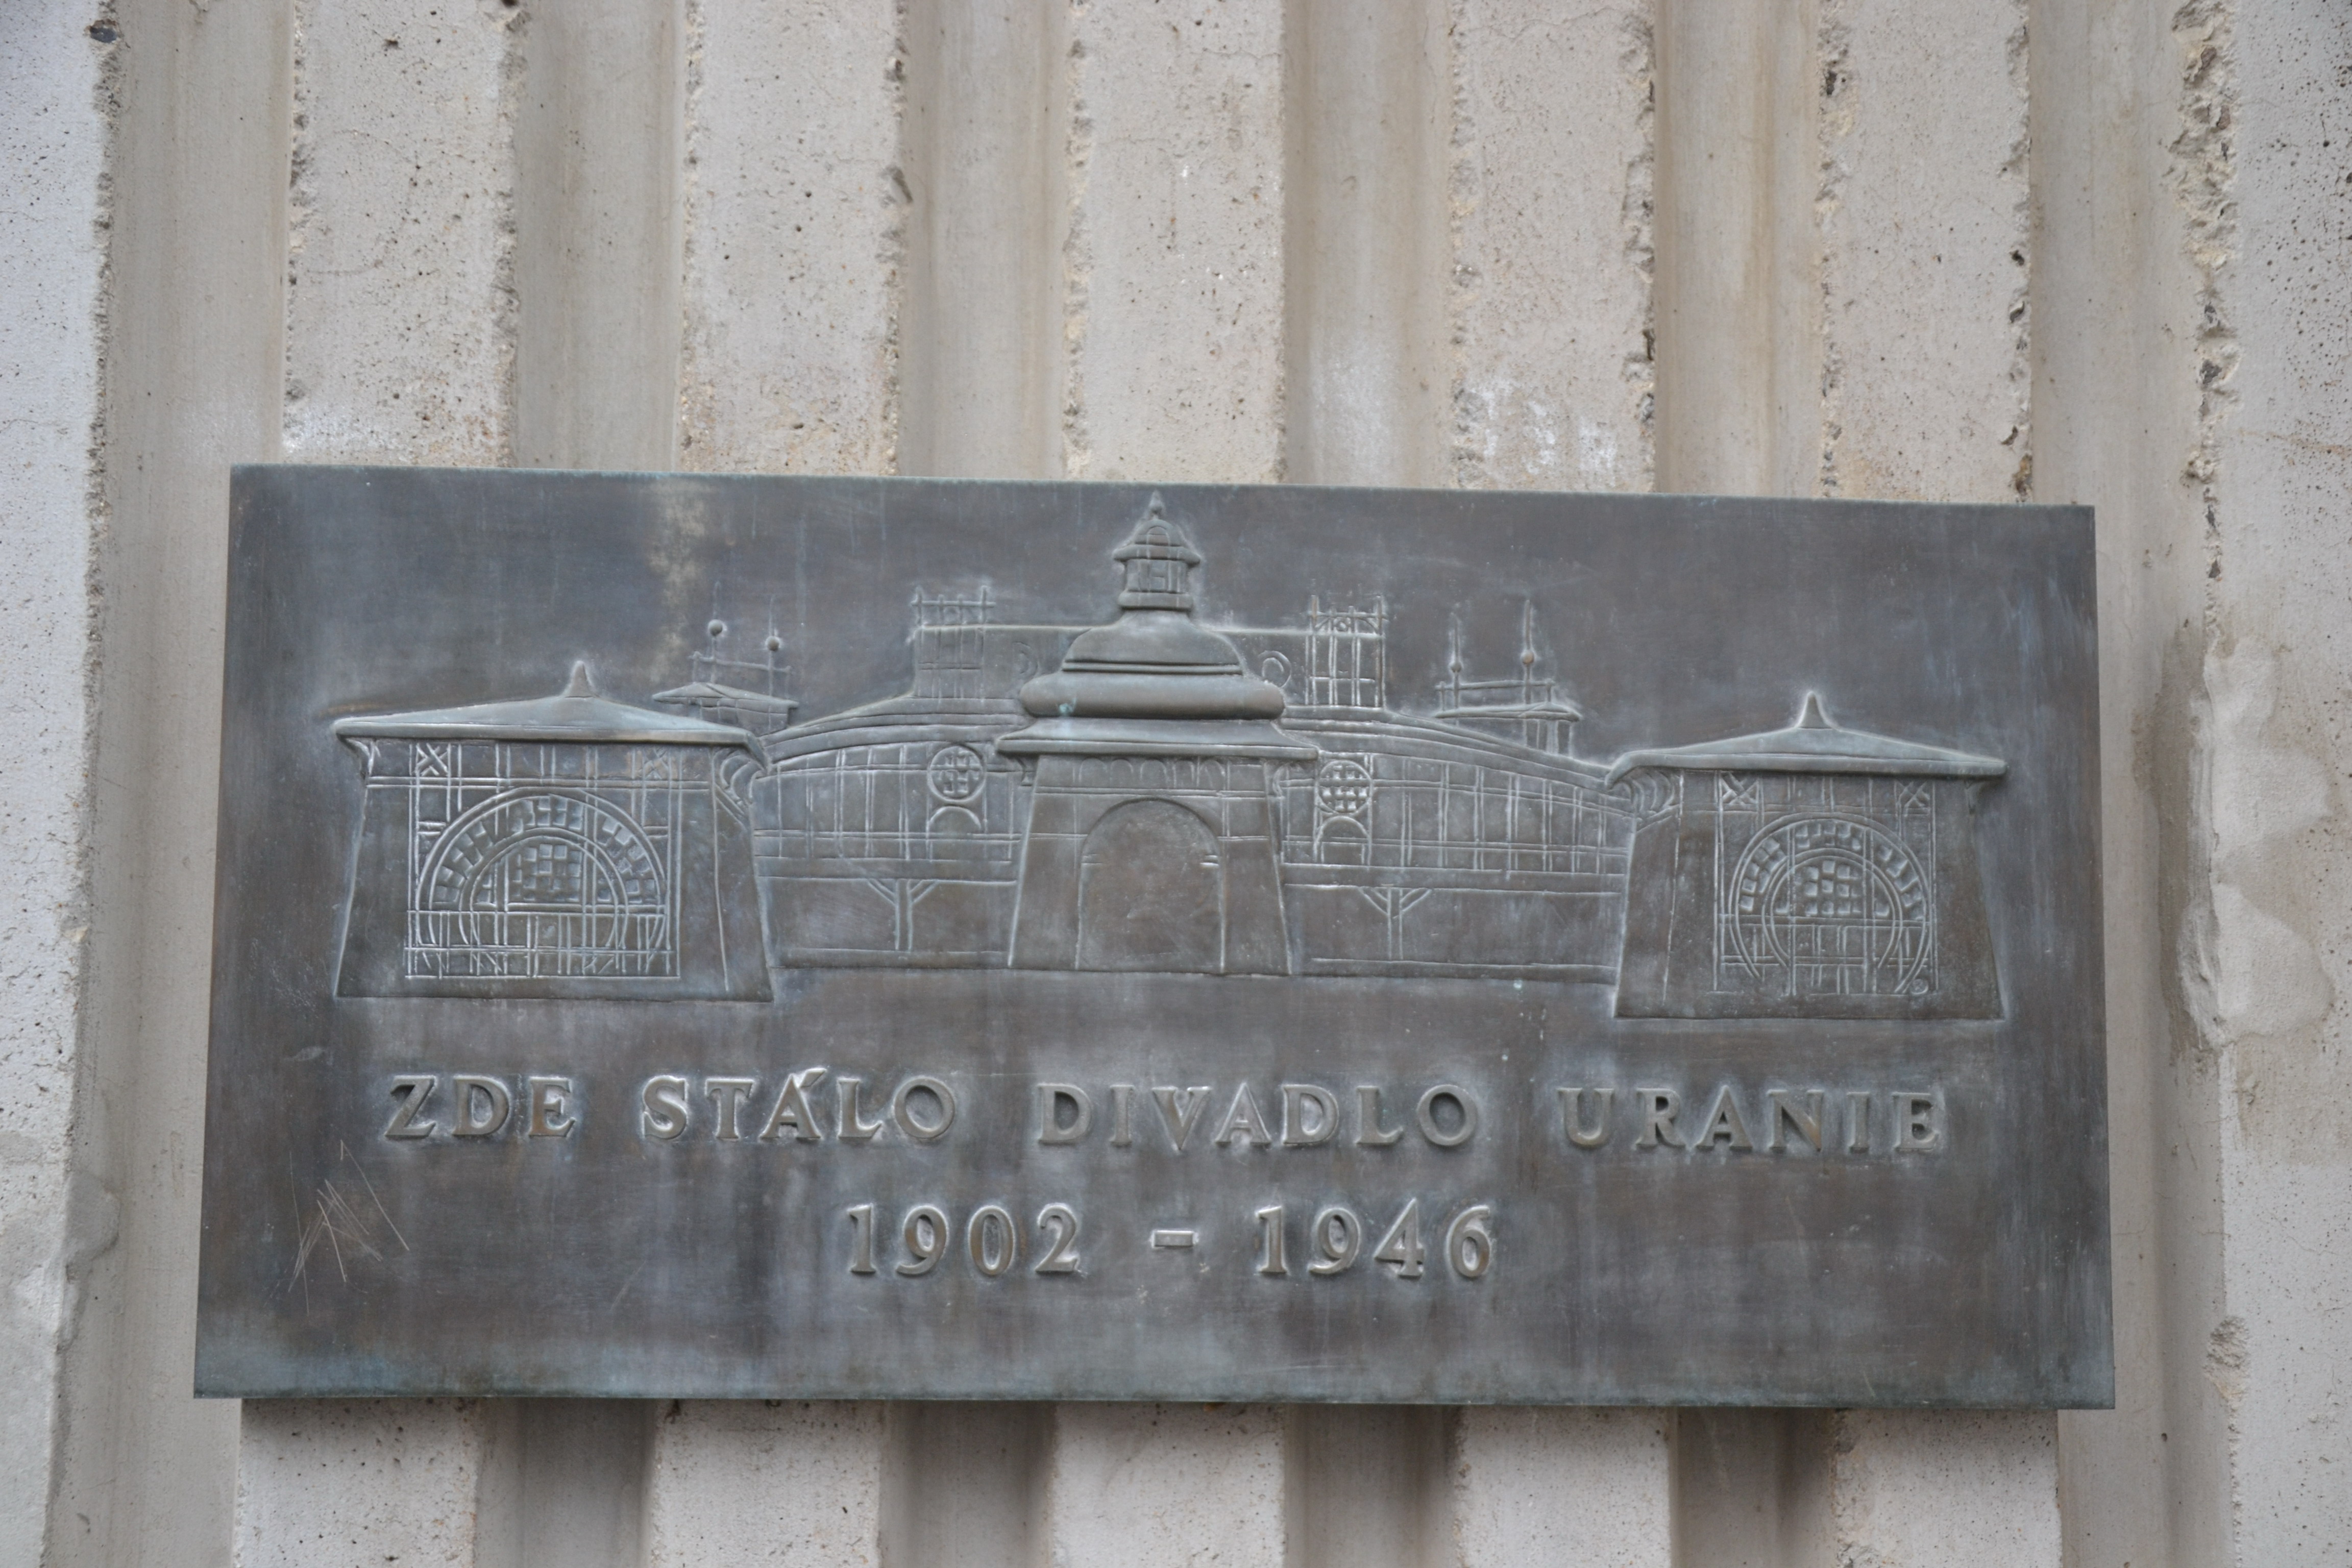 ZDE STÁLO DIVADLO URANIE
1902 - 1946